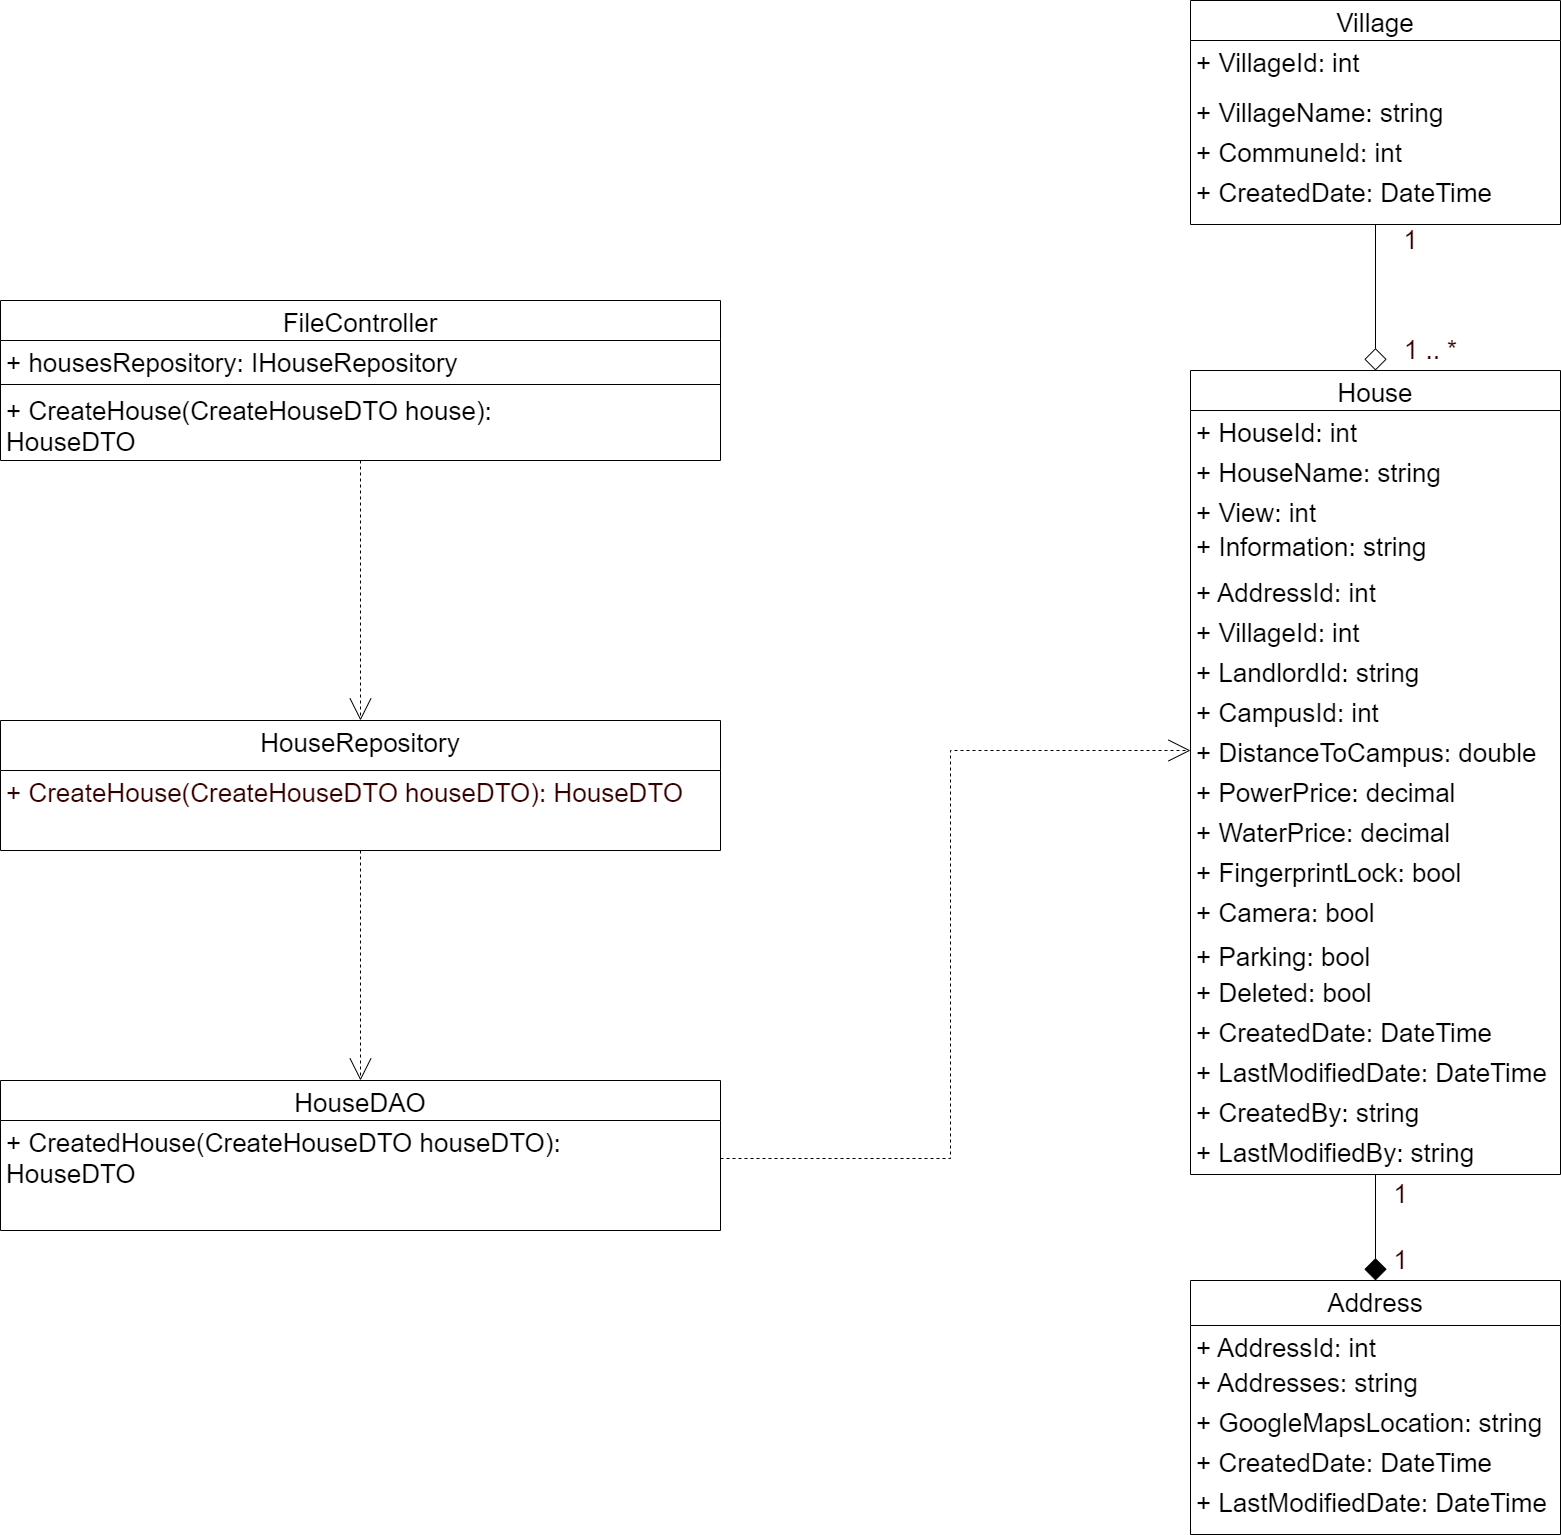 Village
+ VillageId: int
+ VillageName: string
+ CommuneId: int
+ CreatedDate: DateTime
1
1 .. *
FileController
+ housesRepository: IHouseRepository
+ CreateHouse(CreateHouseDTO house):
HouseDTO
HouseRepository
+ CreateHouse(CreateHouseDTO houseDTO): HouseDTO
HouseDAO
+ CreatedHouse(CreateHouseDTO houseDTO):
HouseDTO
House
+ HouseId: int
+ HouseName: string
+ View: int
+ Information: string
+ AddressId: int
+ VillageId: int
+ LandlordId: string
+ CampusId: int
+ DistanceToCampus: double
+ PowerPrice: decimal
+ WaterPrice: decimal
+ FingerprintLock: bool
+ Camera: bool
+ Parking: bool
+ Deleted: bool
+ CreatedDate: DateTime
+ LastModifiedDate: DateTime
+ CreatedBy: string
+ LastModifiedBy: string
1
1
Address
+ AddressId: int
+ Addresses: string
+ GoogleMapsLocation: string
+ CreatedDate: DateTime
+ LastModifiedDate: DateTime